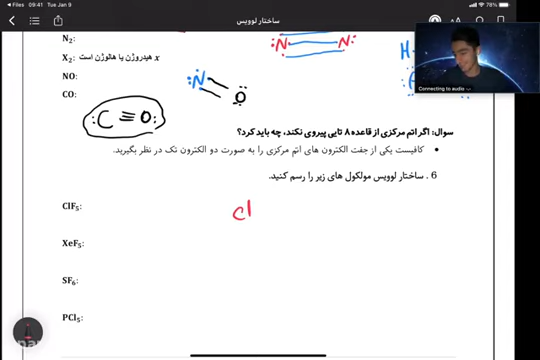 09:41 Tue Jan 9
78%
ساختار لوویس
N₂:
:N N:
H
X₂:
x هیدروژن یا هالوژن است
NO:
:N O
CO:
:C≡O:
Connecting to audio
سوال: اگر اتم مرکزی از قاعده ۸ تایی پیروی نکند، چه باید کرد؟
• کافیست یکی از جفت الکترون های اتم مرکزی را به صورت دو الکترون تک در نظر بگیرید.
6 . ساختار لوویس مولکول های زیر را رسم کنید.
ClF₅:
cl
XeF₅:
SF₆:
PCl₅: